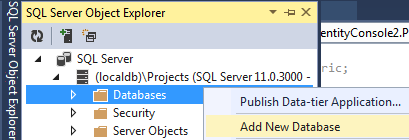 SQL Server Object Explorer
SQL Server Object Explorer
entityConsole2.P
SQL Server
(localdb)\Projects (SQL Server 11.0.3000 -
ric;
Databases
Publish Data-tier Application...
Security
Add New Database
Server Objects